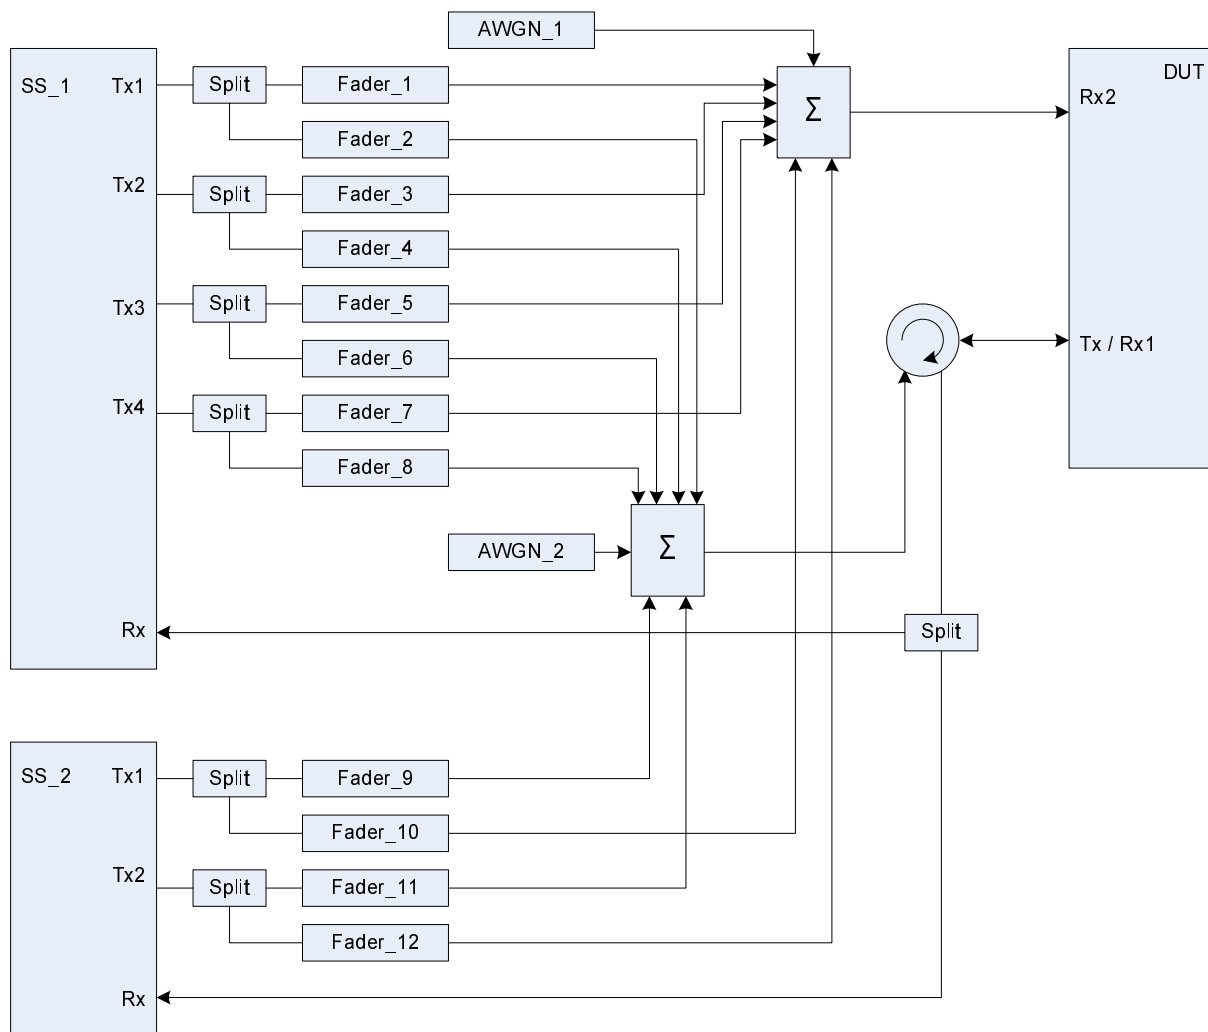 AWGN_1
SS_1
Tx1
Split
Fader_1
Σ
DUT
Rx2
Fader_2
Tx2
Split
Fader_3
Fader_4
Tx3
Split
Fader_5
Fader_6
Tx / Rx1
Tx4
Split
Fader_7
Fader_8
AWGN_2
Σ
Rx
Split
SS_2
Tx1
Split
Fader_9
Fader_10
Tx2
Split
Fader_11
Fader_12
Rx